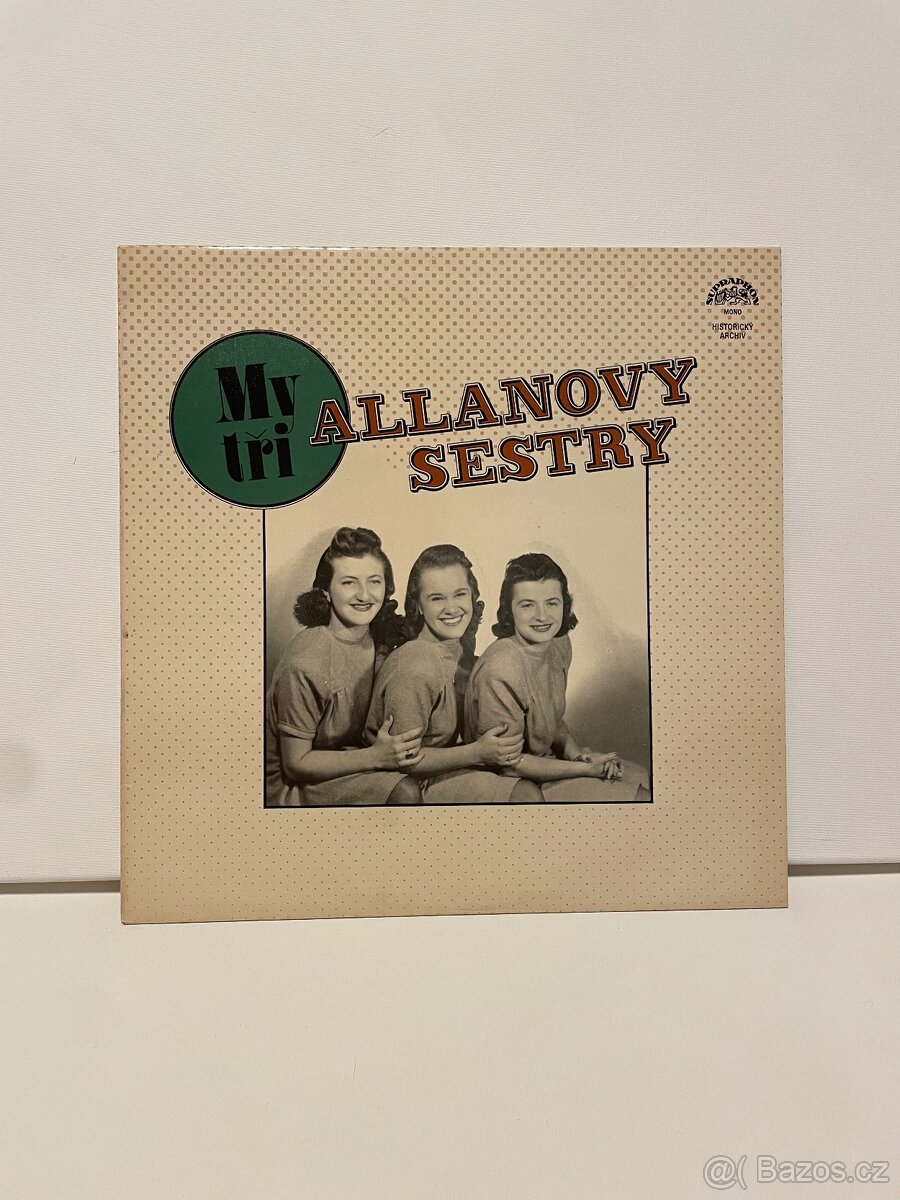 SUPRAPHON
MONO
HISTORICKÝ
ARCHIV
My
tři
ALLANOVY
SESTRY
@( Bazos.cz